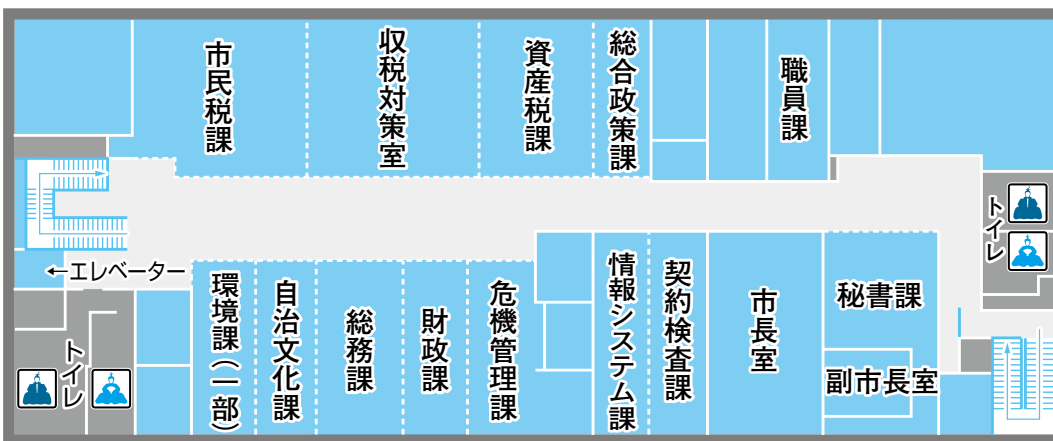 市民税課
収税対策室
資産税課
総合政策課
職員課
トイレ
←エレベーター
環境課(一部)
自治文化課
総務課
財政課
危機管理課
情報システム課
契約検査課
市長室
秘書課
副市長室
トイレ